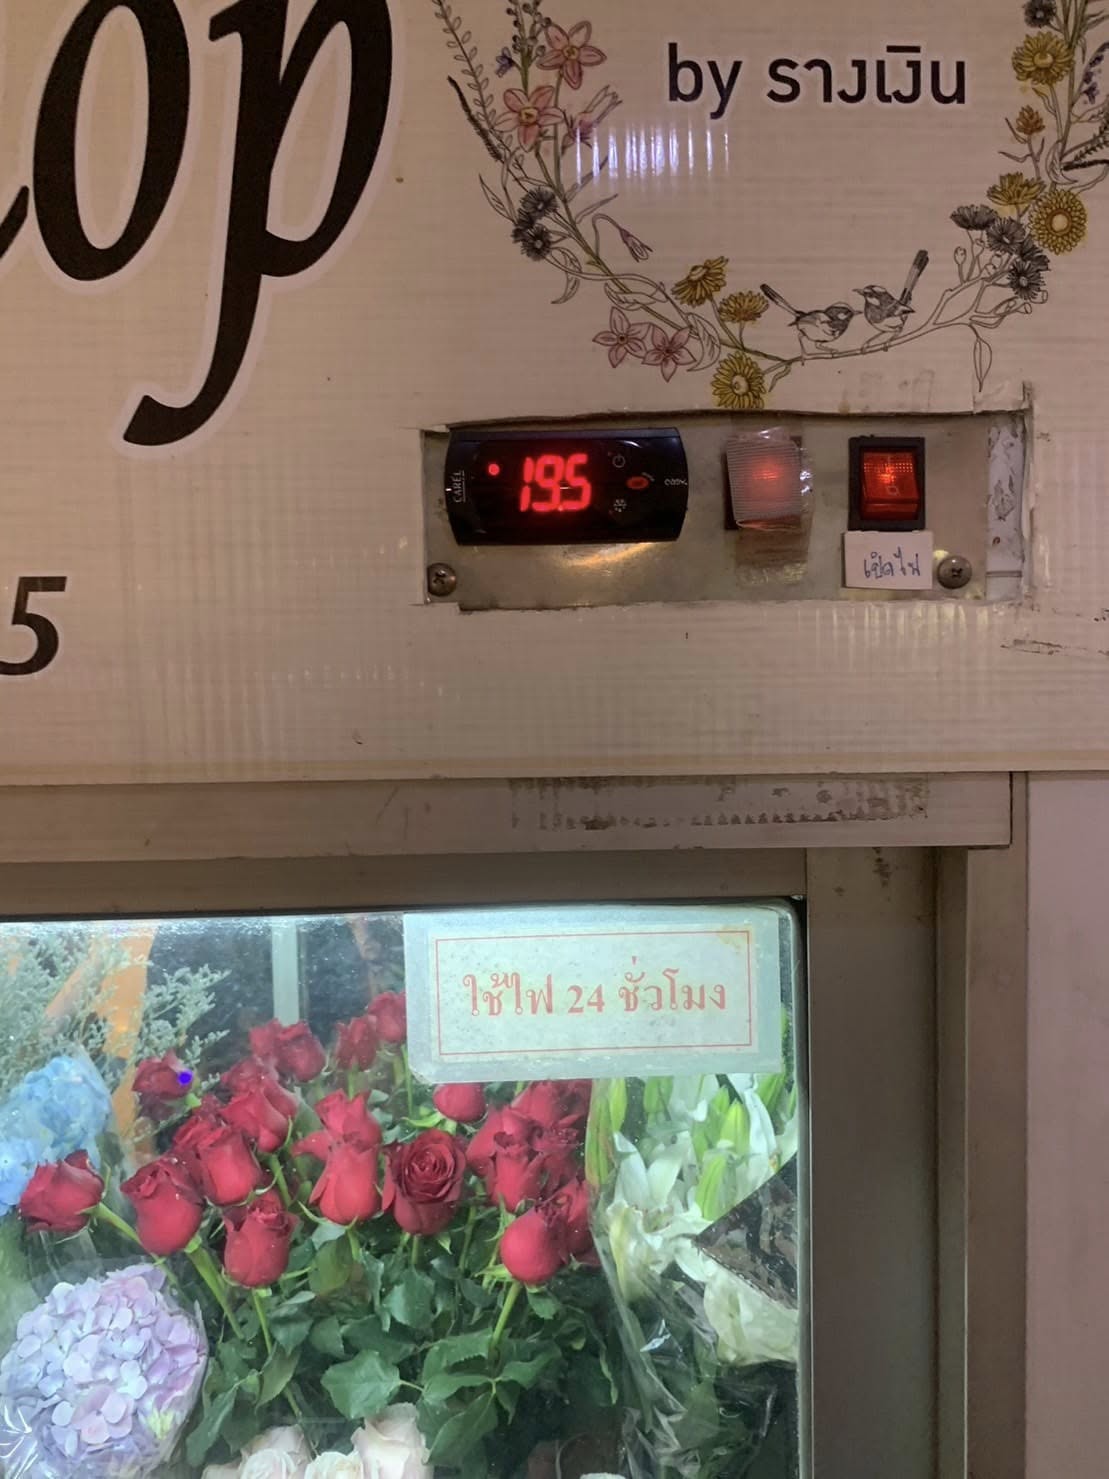 op
by รางเงิน
CAREL
19.5
easy
เปิดไฟ
5
ใช้ไฟ 24 ชั่วโมง